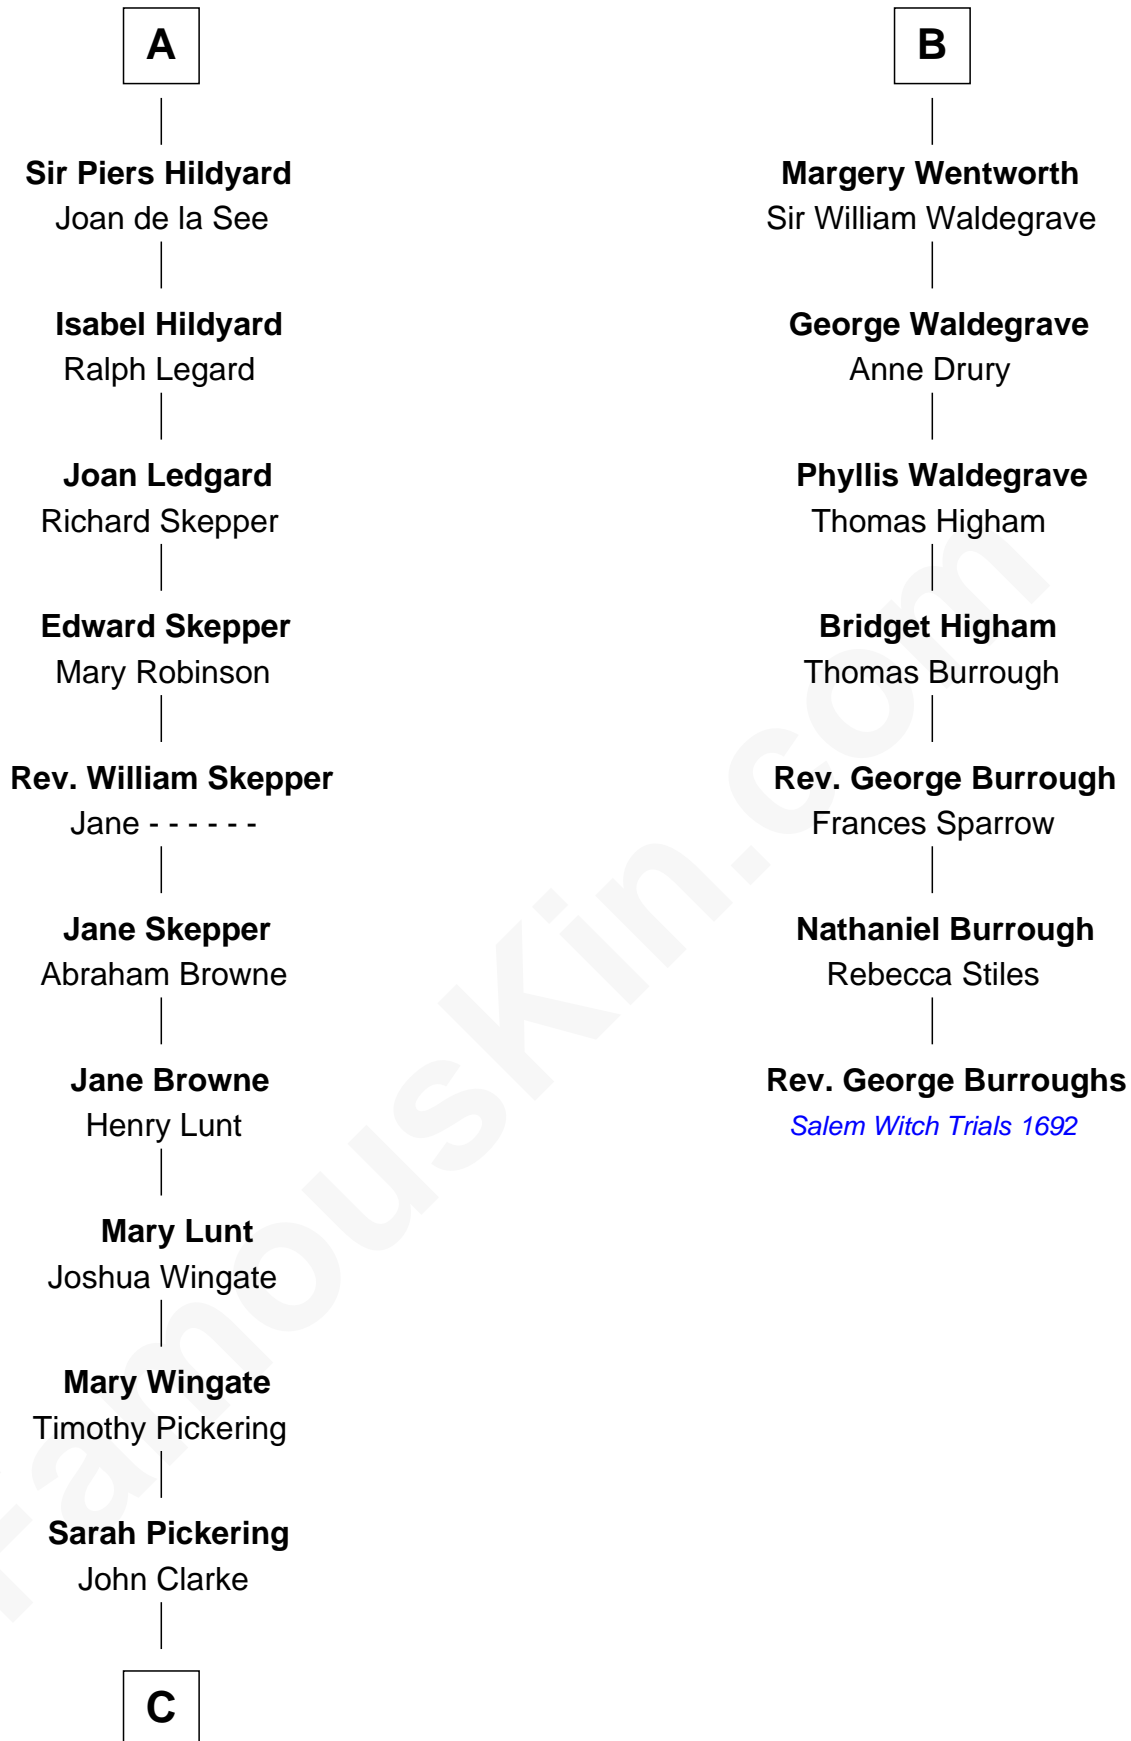 A
Sir Piers Hildyard
Joan de la See
Isabel Hildyard
Ralph Legard
Joan Ledgard
Richard Skepper
Edward Skepper
Mary Robinson
Rev. William Skepper
Jane - - - - - -
Jane Skepper
Abraham Browne
Jane Browne
Henry Lunt
Mary Lunt
Joshua Wingate
Mary Wingate
Timothy Pickering
Sarah Pickering
John Clarke
C
B
Margery Wentworth
Sir William Waldegrave
George Waldegrave
Anne Drury
Phyllis Waldegrave
Thomas Higham
Bridget Higham
Thomas Burrough
Rev. George Burrough
Frances Sparrow
Nathaniel Burrough
Rebecca Stiles
Rev. George Burroughs
Salem Witch Trials 1692
FamousKin.com